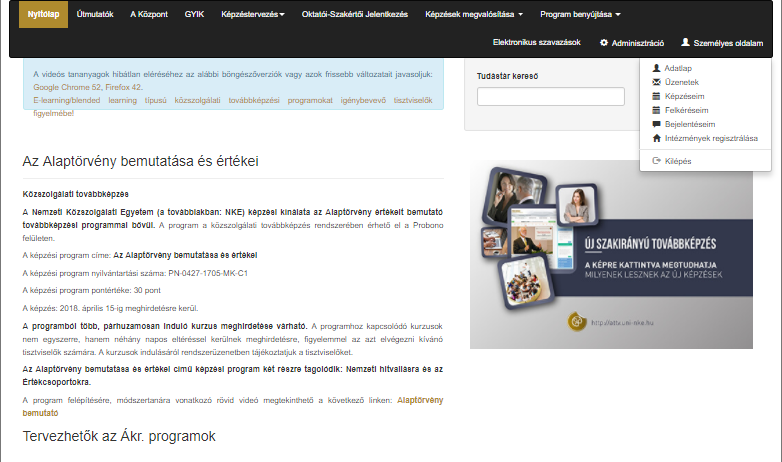 Nyitólap Útmutatók A Központ GYIK Képzéstervezés Oktatói-Szakértői Jelentkezés Képzések megvalósítása Program benyújtása
Elektronikus szavazások Adminisztráció Személyes oldalam
Adatlap
Üzenetek
Képzéseim
Felkéréseim
Bejelentéseim
Intézmények regisztrálása
Kilépés
A videós tananyagok hibátlan eléréséhez az alábbi böngészőverziók vagy azok frissebb változatait javasoljuk:
Google Chrome 52, Firefox 42.
E-learning/blended learning típusú közszolgálati továbbképzési programokat igénybevevő tisztviselők
figyelmébe!
Tudástár kereső
Az Alaptörvény bemutatása és értékei
Közszolgálati továbbképzés
A Nemzeti Közszolgálati Egyetem (a továbbiakban: NKE) képzési kínálata az Alaptörvény értékeit bemutató
továbbképzési programmal bővül. A program a közszolgálati továbbképzés rendszerében érhető el a Probono
felületen.
A képzési program címe: Az Alaptörvény bemutatása és értékei
A képzési program nyilvántartási száma: PN-0427-1705-MK-C1
A képzési program pontértéke: 30 pont
A képzés: 2018. április 15-ig meghirdetésre kerül.
A programból több, párhuzamosan induló kurzus meghirdetése várható. A programhoz kapcsolódó kurzusok
nem egyszerre, hanem néhány napos eltéréssel kerülnek meghirdetésre, figyelemmel az azt elvégezni kívánó
tisztviselők számára. A kurzusok indulásáról rendszerüzenetben tájékoztatjuk a tisztviselőket.
Az Alaptörvény bemutatása és értékei című képzési program két részre tagolódik: Nemzeti hitvallásra és az
Értékcsoportokra.
A program felépítésére, módszertanára vonatkozó rövid videó megtekinthető a következő linken: Alaptörvény
bemutató
Tervezhetők az Ákr. programok
ÚJ SZAKIRÁNYÚ TOVÁBBKÉPZÉS
A KÉPRE KATTINTVA MEGTUDHATJA
MILYENEK LESZNEK AZ ÚJ KÉPZÉSEK